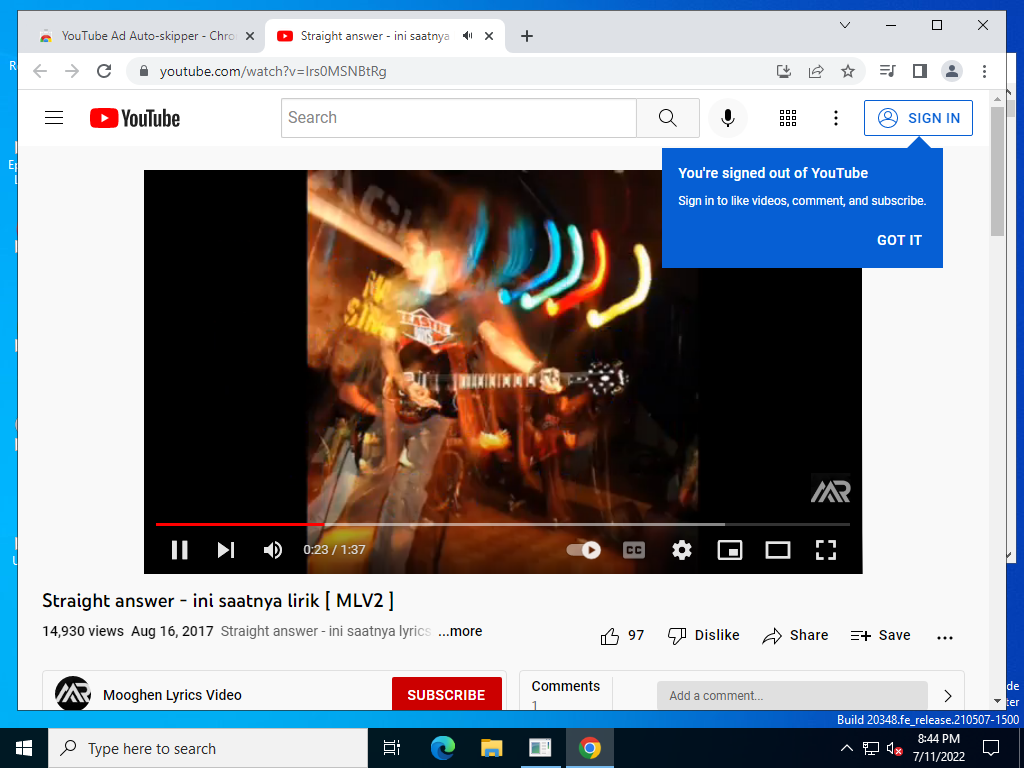 YouTube Ad Auto-skipper - Chro
Straight answer - ini saatnya
youtube.com/watch?v=Irs0MSNBtRg
YouTube
Search
SIGN IN
You're signed out of YouTube
Sign in to like videos, comment, and subscribe.
GOT IT
MR
0:23 / 1:37
CC
Straight answer - ini saatnya lirik [ MLV2 ]
14,930 views Aug 16, 2017 Straight answer - ini saatnya lyrics ...more
97 Dislike Share Save
Mooghen Lyrics Video
SUBSCRIBE
Comments
1
Add a comment...
Build 20348.fe_release.210507-1500
Type here to search
8:44 PM
7/11/2022